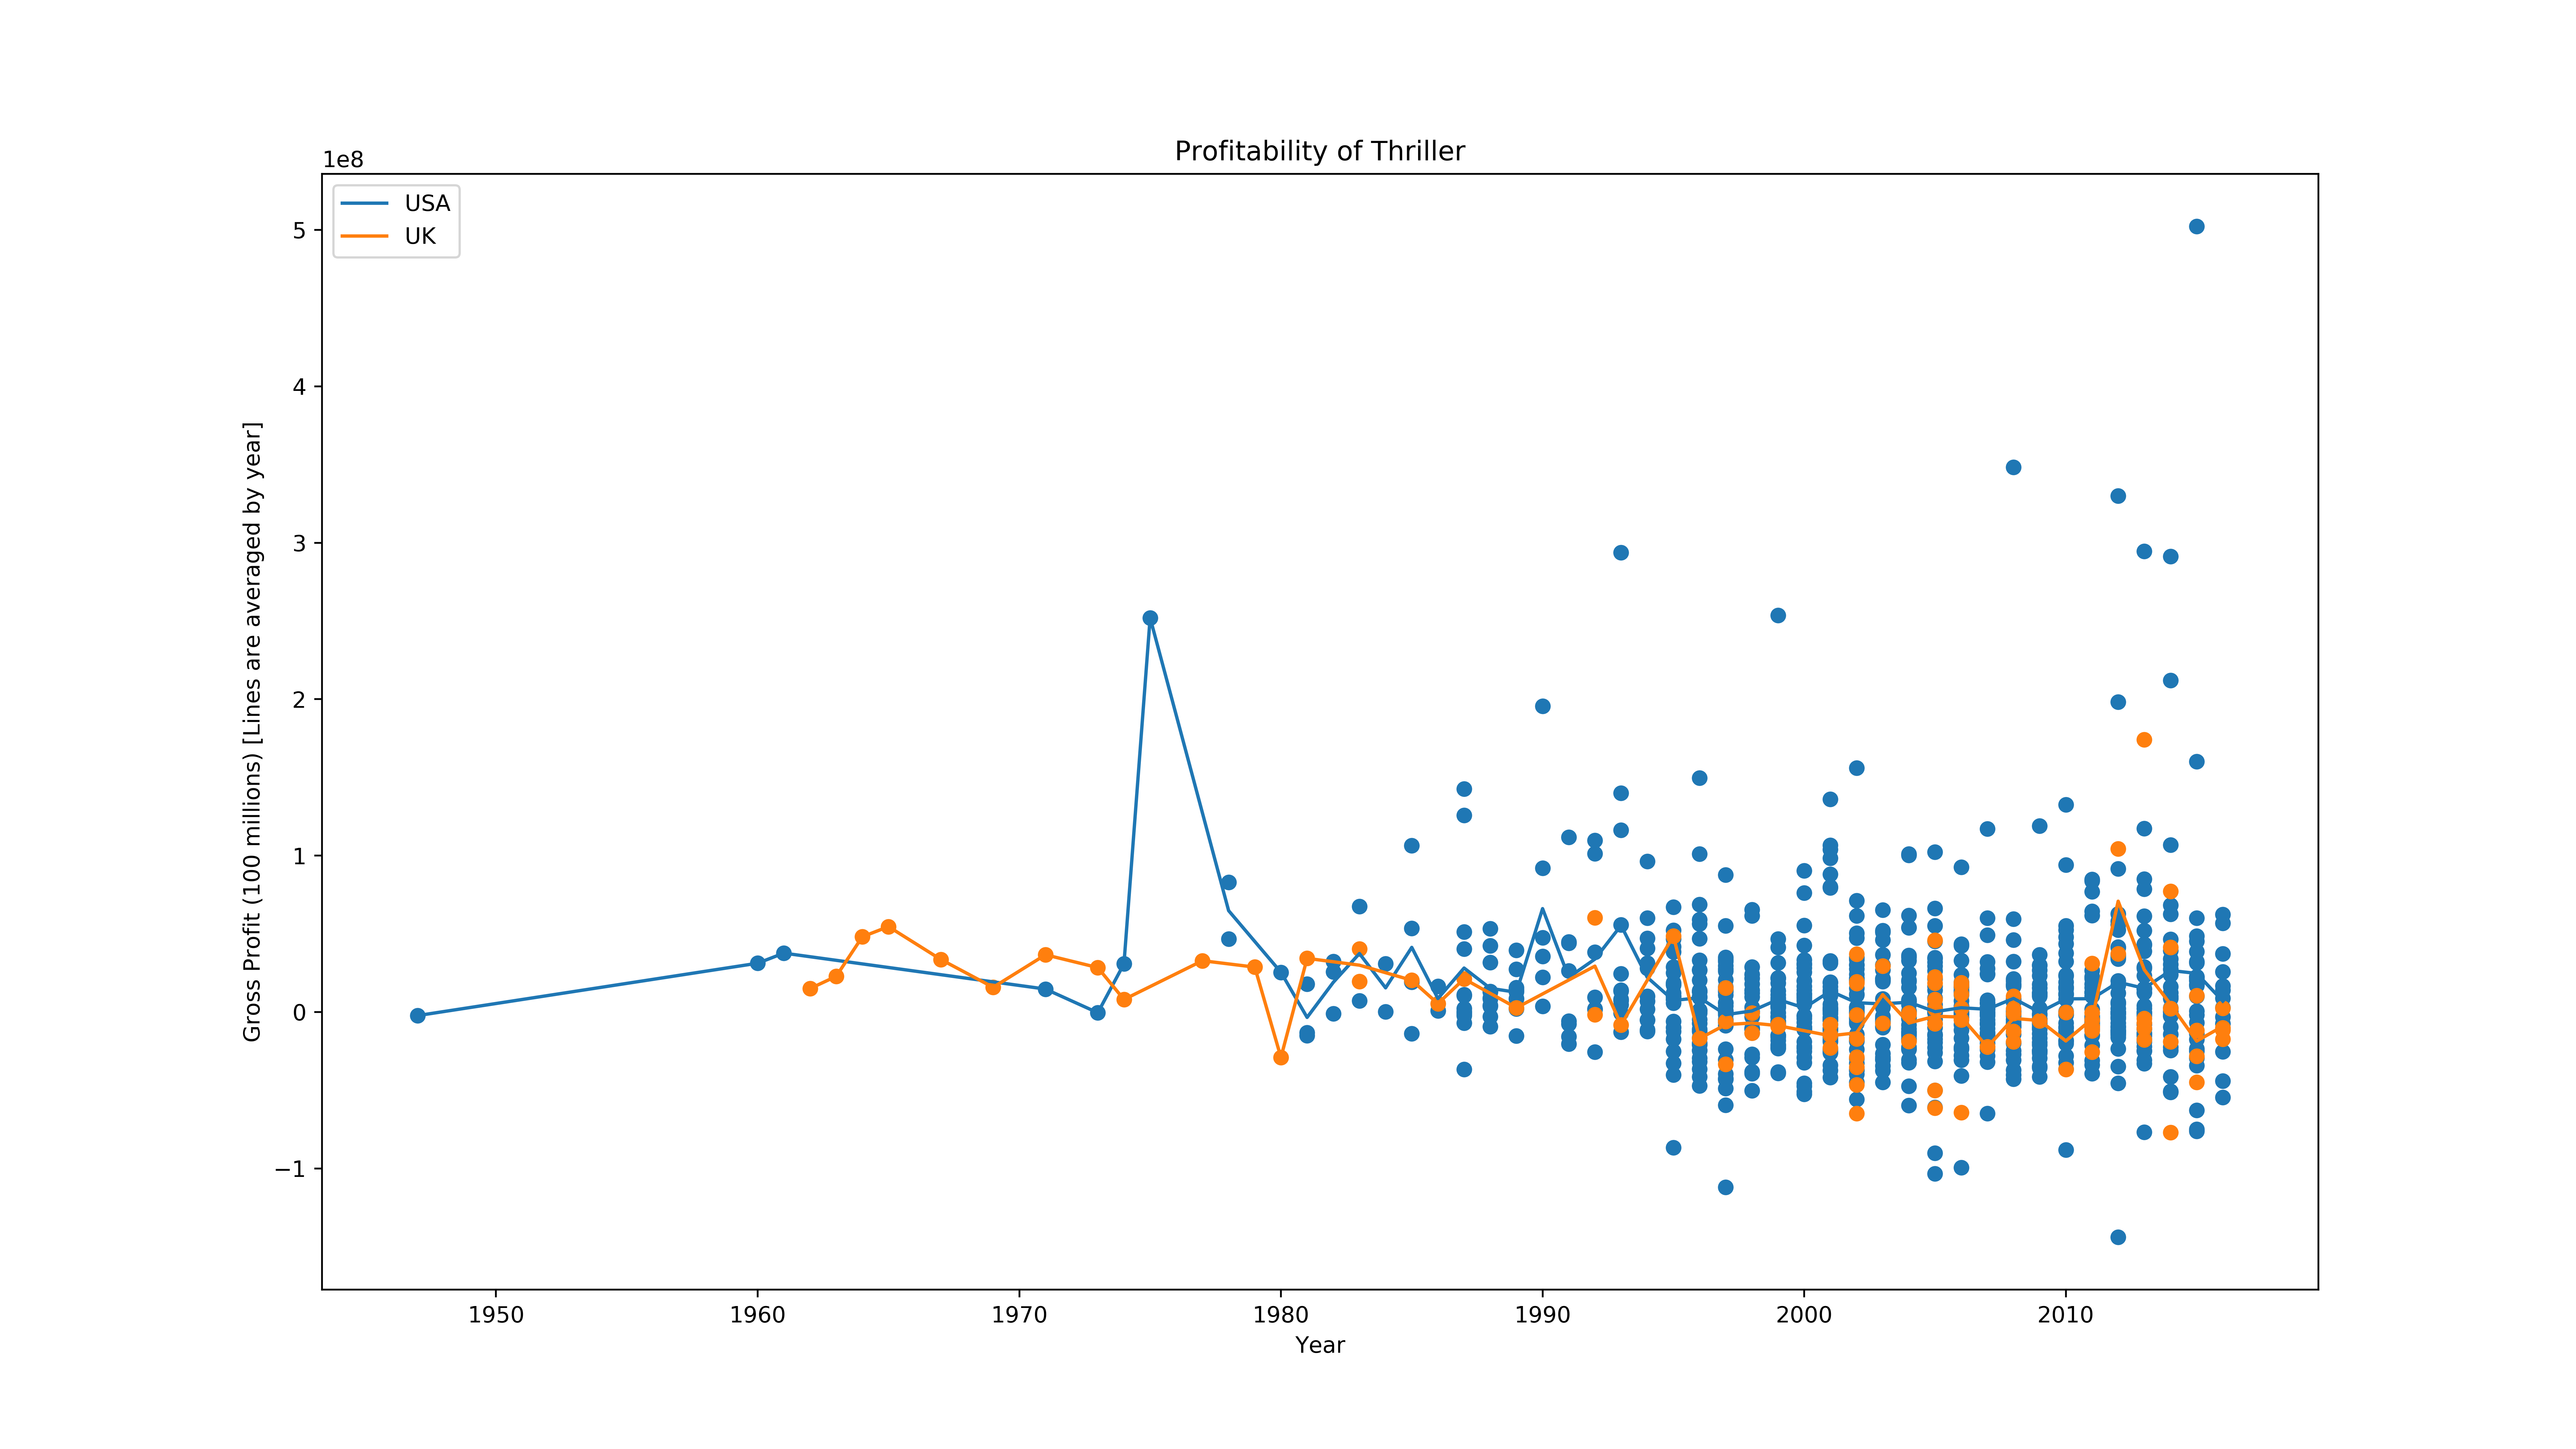 Profitability of Thriller
1e8
USA
UK
5
4
3
2
1
0
−1
Gross Profit (100 millions) [Lines are averaged by year]
1950 1960 1970 1980 1990 2000 2010
Year